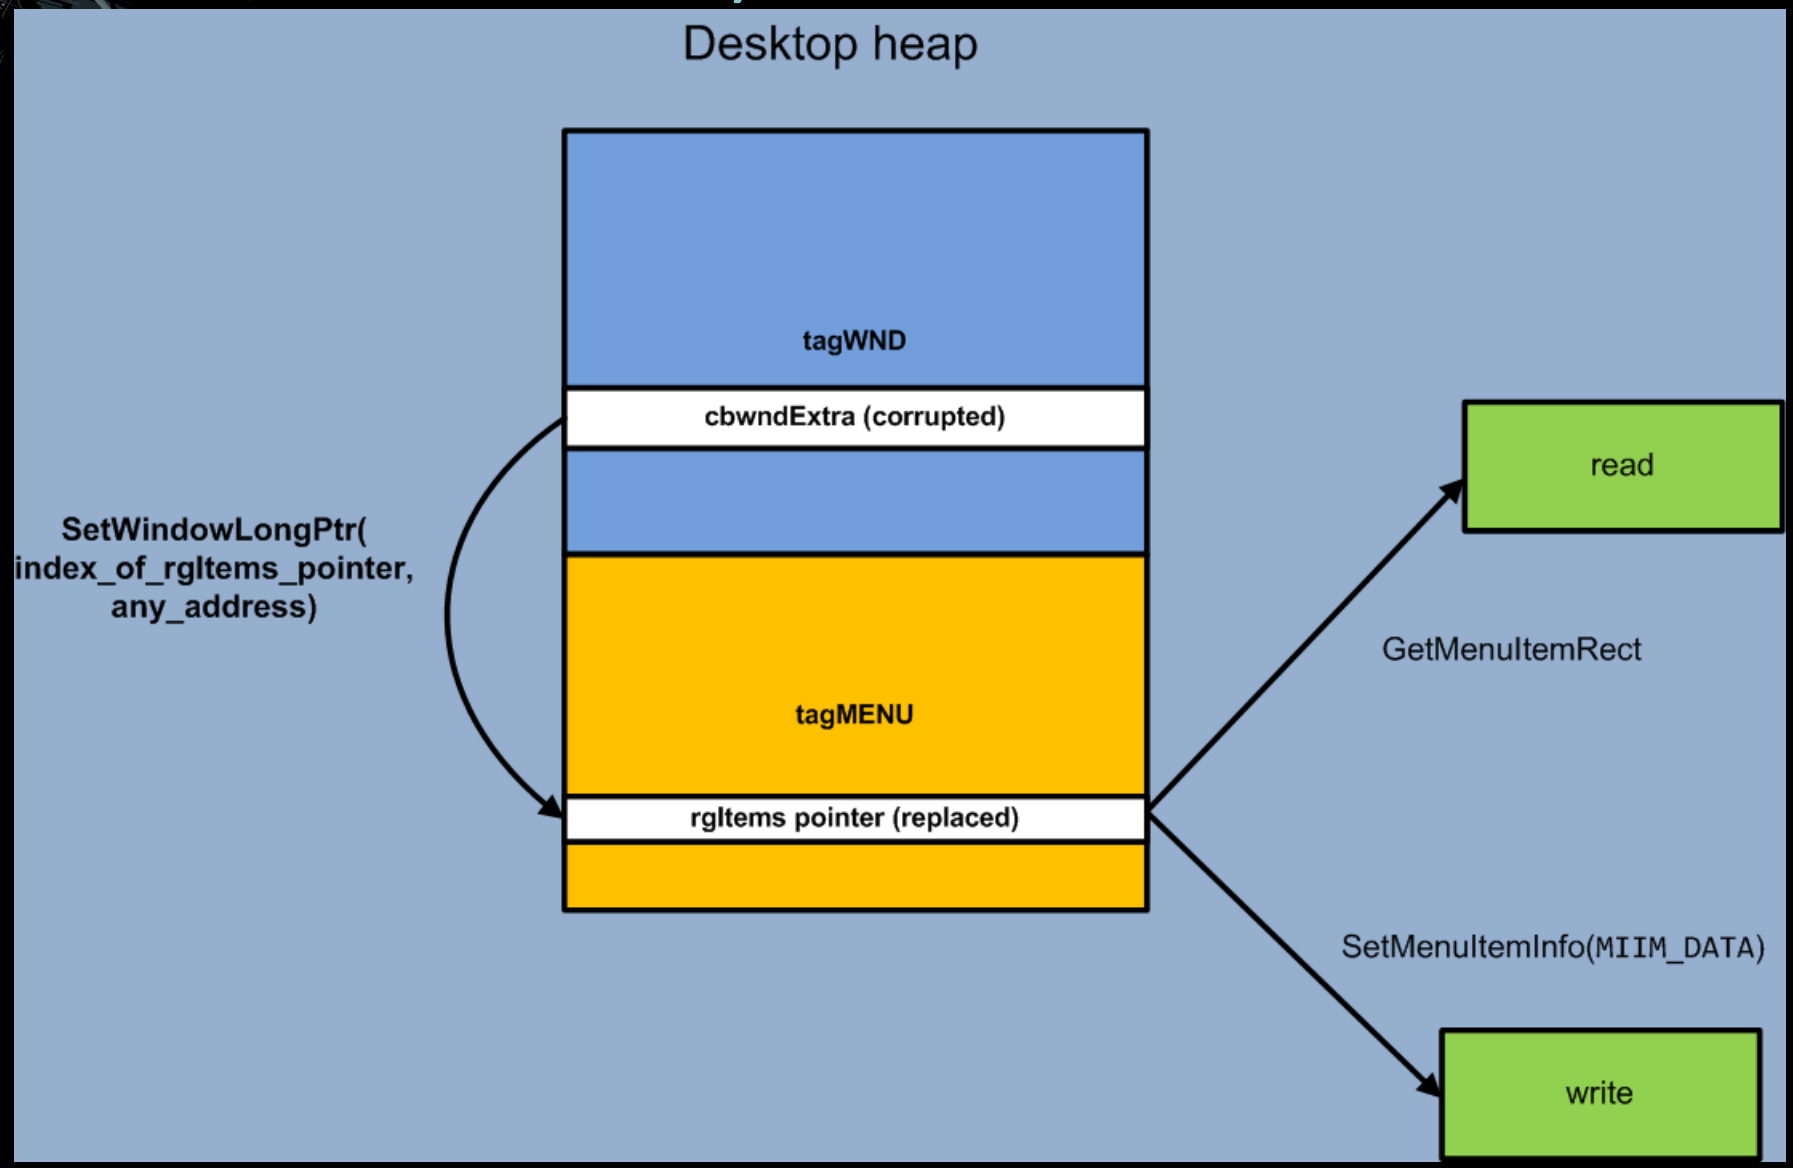 Desktop heap
tagWND
cbwndExtra (corrupted)
read
SetWindowLongPtr(
index_of_rgItems_pointer,
any_address)
GetMenuItemRect
tagMENU
rgItems pointer (replaced)
SetMenuItemInfo(MIIM_DATA)
write